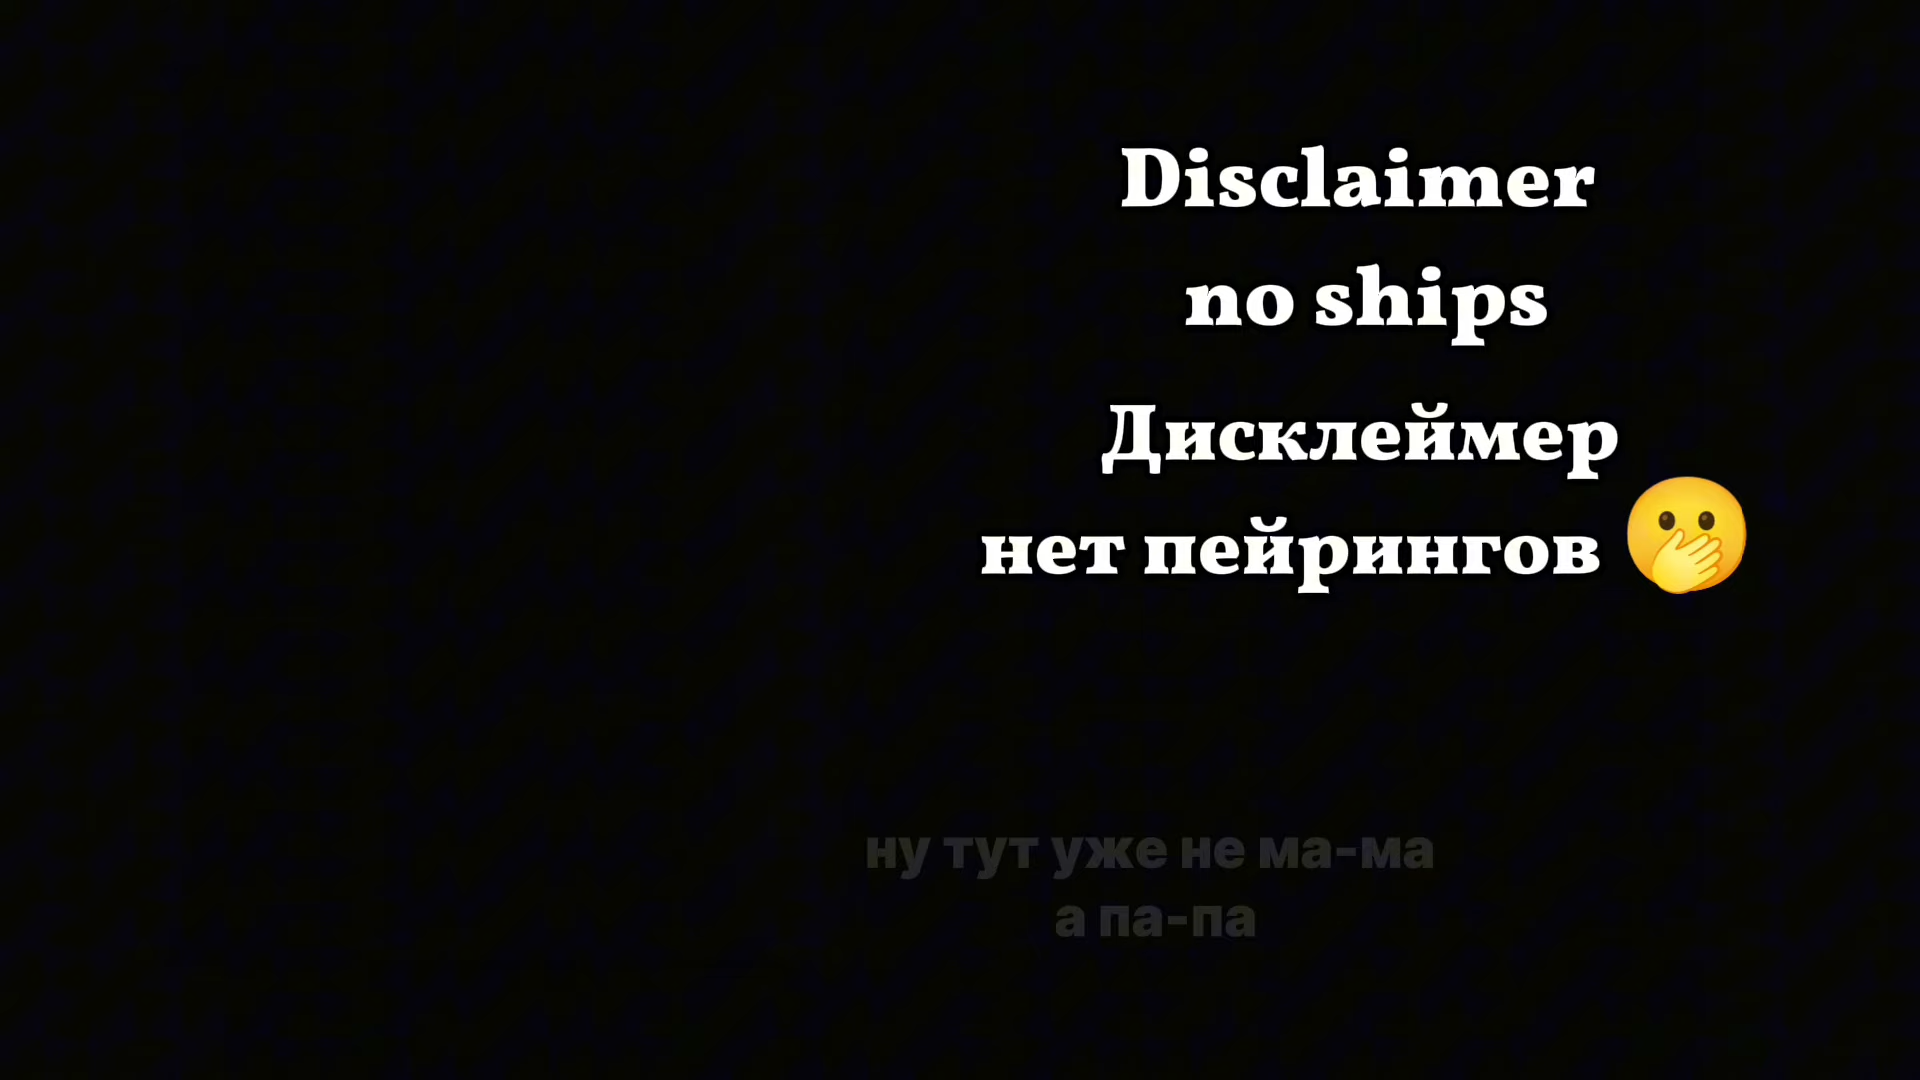 Disclaimer
no ships
Дисклеймер
нет пейрингов 🫢
ну тут уже не ма-ма
а па-па